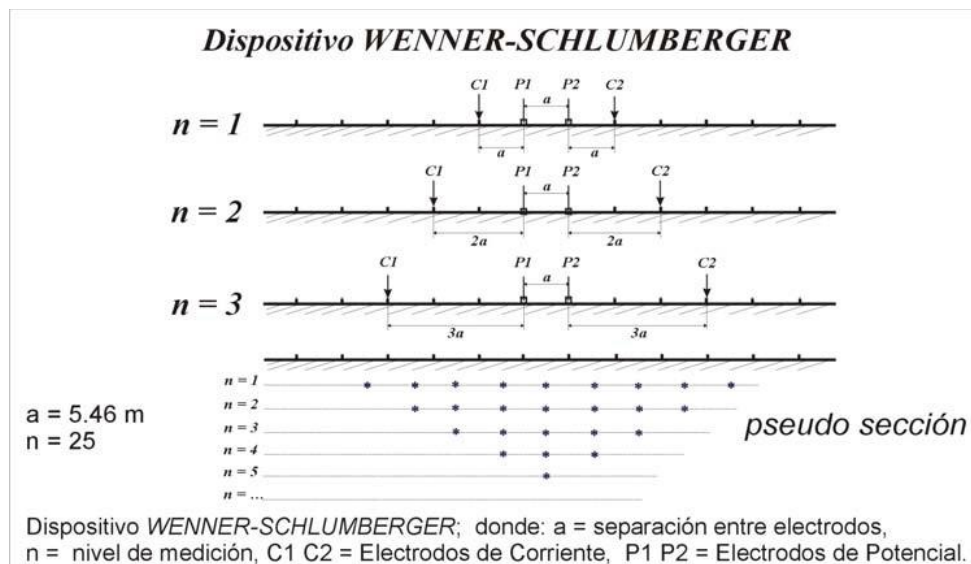 Dispositivo WENNER-SCHLUMBERGER
C1 P1 P2 C2
a
n = 1
a a
C1 P1 P2 C2
a
n = 2
2a 2a
C1 P1 P2 C2
a
n = 3
3a 3a
n = 1
n = 2
a = 5.46 m
n = 3
pseudo sección
n = 25
n = 4
n = 5
n = ...
Dispositivo WENNER-SCHLUMBERGER; donde: a = separación entre electrodos,
n = nivel de medición, C1 C2 = Electrodos de Corriente, P1 P2 = Electrodos de Potencial.